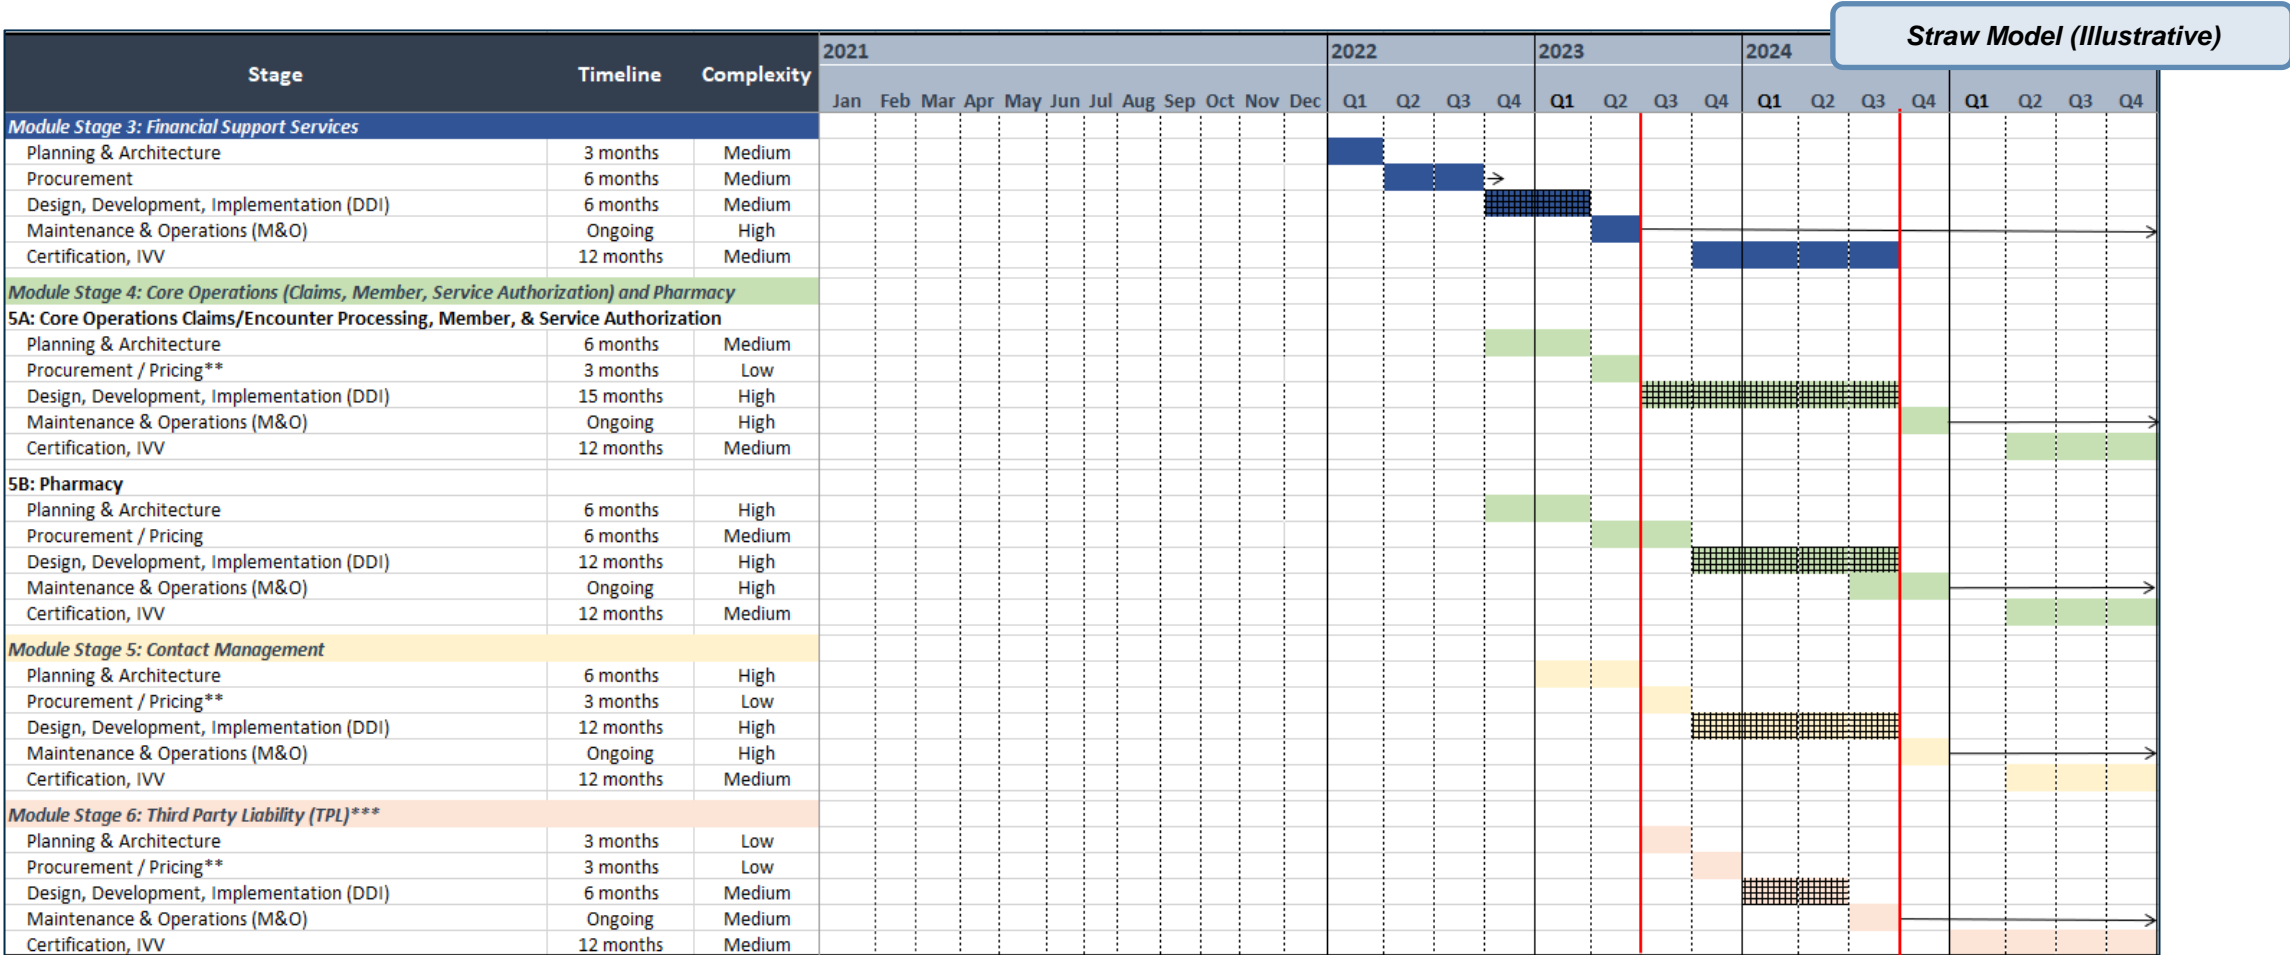 Straw Model (Illustrative)
2021 2022 2023 2024
Stage Timeline Complexity
Jan Feb Mar Apr May Jun Jul Aug Sep Oct Nov Dec Q1 Q2 Q3 Q4 Q1 Q2 Q3 Q4 Q1 Q2 Q3 Q4 Q1 Q2 Q3 Q4
Module Stage 3: Financial Support Services
Planning & Architecture 3 months Medium
Procurement 6 months Medium
Design, Development, Implementation (DDI) 6 months Medium
Maintenance & Operations (M&O) Ongoing High
Certification, IVV 12 months Medium
Module Stage 4: Core Operations (Claims, Member, Service Authorization) and Pharmacy
5A: Core Operations Claims/Encounter Processing, Member, & Service Authorization
Planning & Architecture 6 months Medium
Procurement / Pricing** 3 months Low
Design, Development, Implementation (DDI) 15 months High
Maintenance & Operations (M&O) Ongoing High
Certification, IVV 12 months Medium
5B: Pharmacy
Planning & Architecture 6 months High
Procurement / Pricing 6 months Medium
Design, Development, Implementation (DDI) 12 months High
Maintenance & Operations (M&O) Ongoing High
Certification, IVV 12 months Medium
Module Stage 5: Contact Management
Planning & Architecture 6 months High
Procurement / Pricing** 3 months Low
Design, Development, Implementation (DDI) 12 months High
Maintenance & Operations (M&O) Ongoing High
Certification, IVV 12 months Medium
Module Stage 6: Third Party Liability (TPL)***
Planning & Architecture 3 months Low
Procurement / Pricing** 3 months Low
Design, Development, Implementation (DDI) 6 months Medium
Maintenance & Operations (M&O) Ongoing Medium
Certification, IVV 12 months Medium